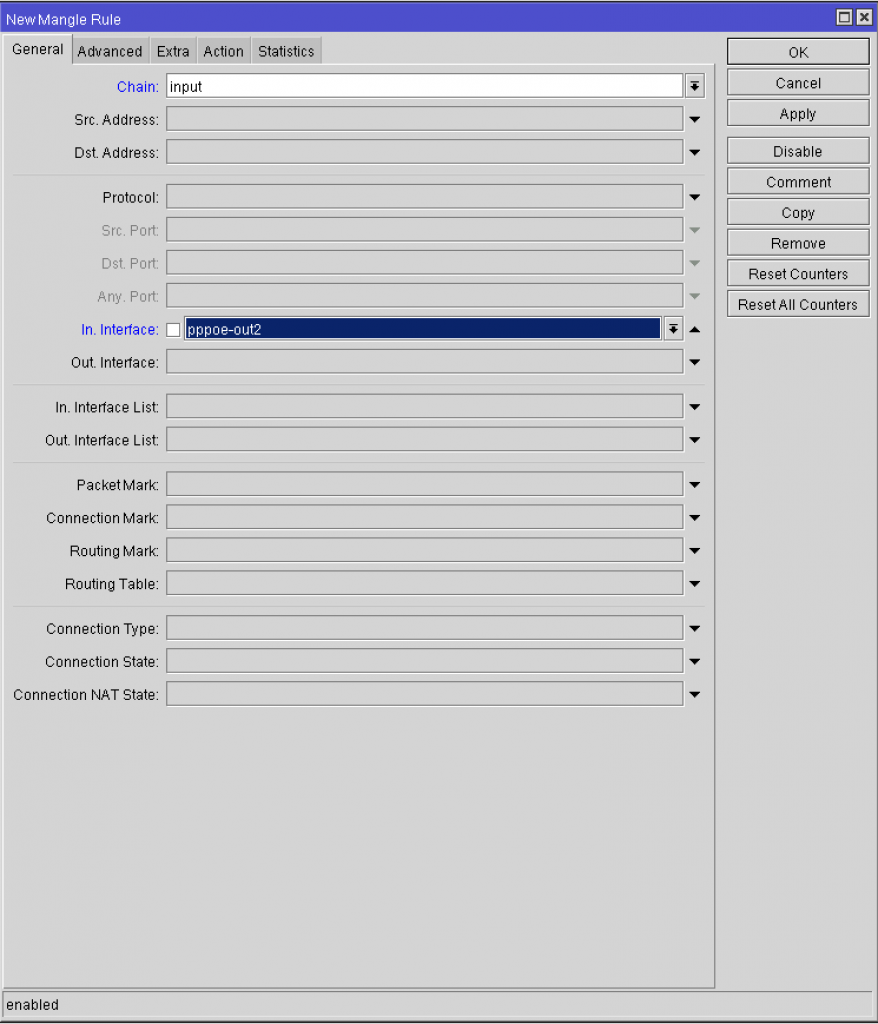 New Mangle Rule
General Advanced Extra Action Statistics
Chain: input
Src. Address:
Dst. Address:
Protocol:
Src. Port:
Dst. Port:
Any. Port:
In. Interface: pppoe-out2
Out. Interface:
In. Interface List:
Out. Interface List:
Packet Mark:
Connection Mark:
Routing Mark:
Routing Table:
Connection Type:
Connection State:
Connection NAT State:
OK
Cancel
Apply
Disable
Comment
Copy
Remove
Reset Counters
Reset All Counters
enabled